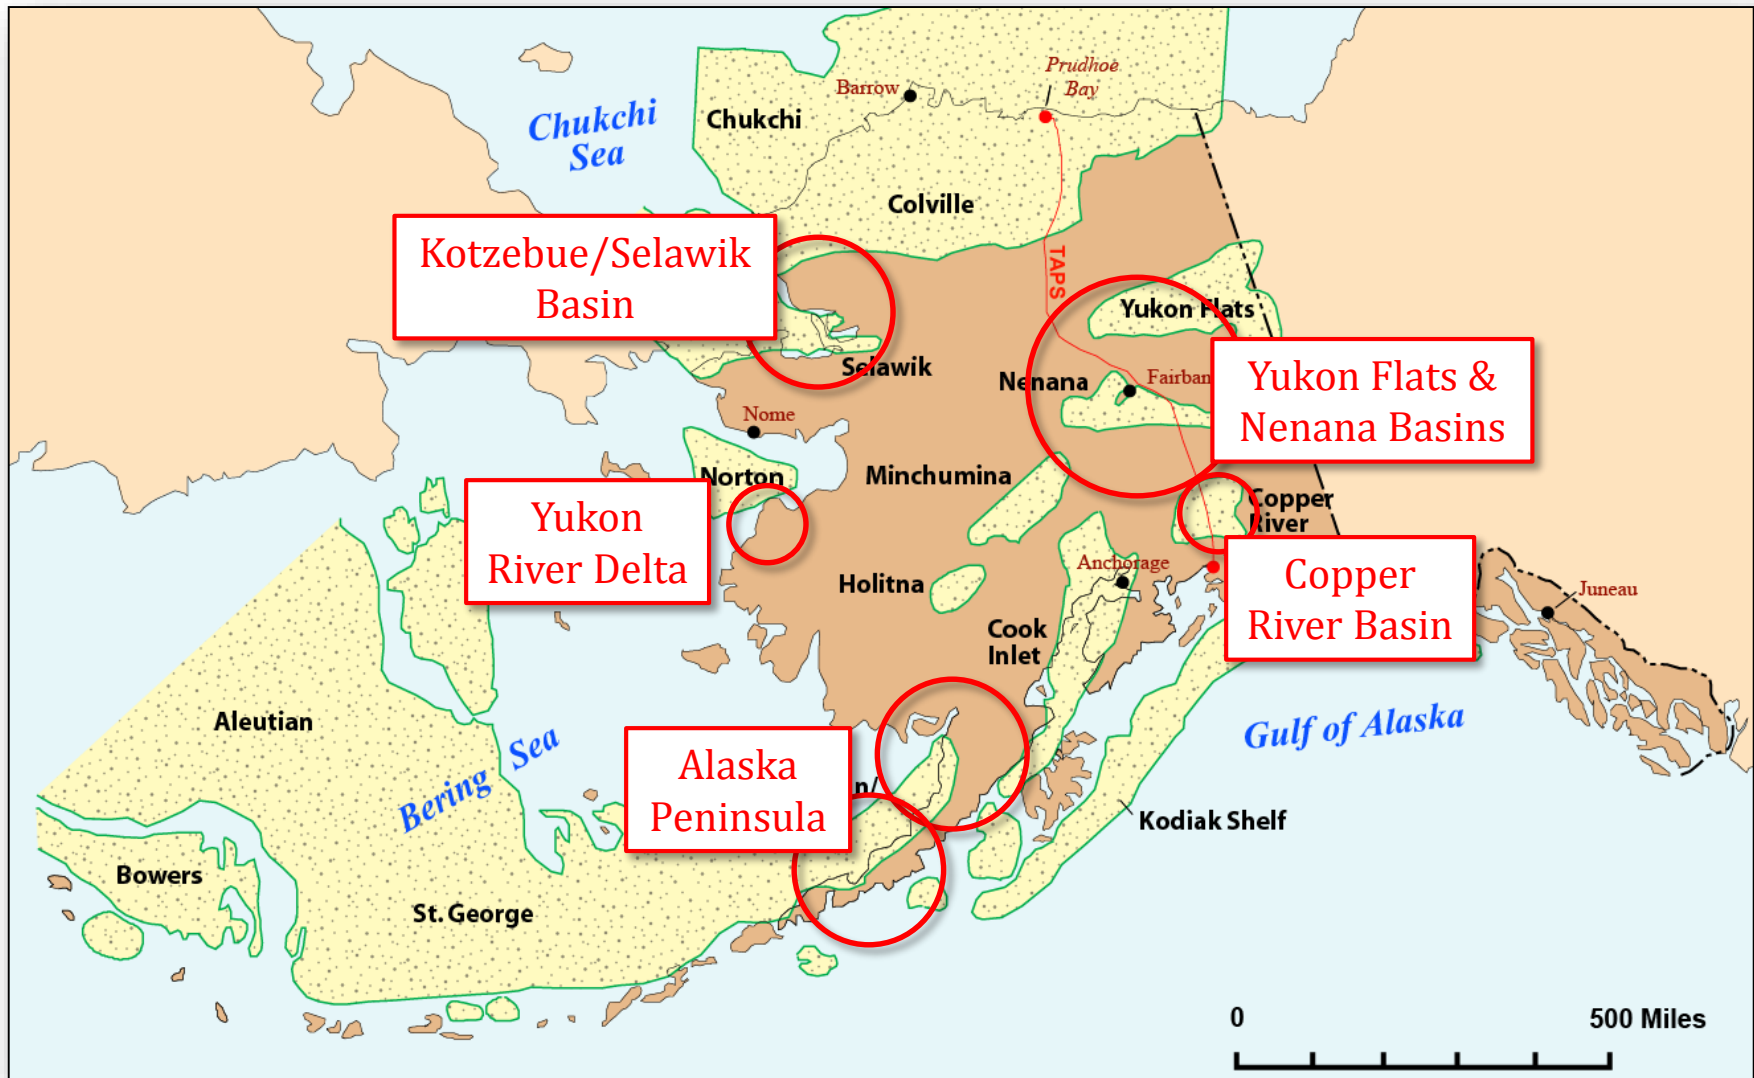 Prudhoe
Bay
Barrow
Chukchi
Chukchi
Sea
Colville
Kotzebue/Selawik
Basin
TAPS
Yukon Flats
Selawik
Nenana
Yukon Flats &
Nenana Basins
Nome
Norton
Minchumina
Copper
River
Yukon
River Delta
Holitna
Anchorage
Copper
River Basin
Juneau
Cook
Inlet
Aleutian
Bering Sea
Gulf of Alaska
Alaska
Peninsula
Kodiak Shelf
Bowers
St. George
0
500 Miles